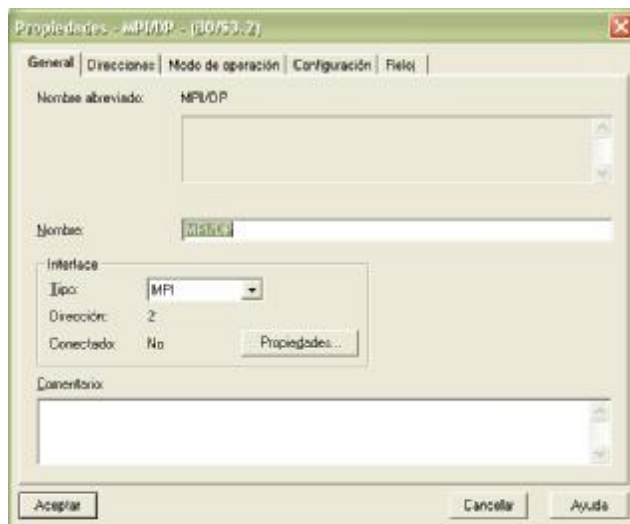 Propiedades - MPI/DP - (R0/S3.2)
General Direcciones Modo de operación Configuración Reloj
Nombre abreviado: MPI/DP
Nombre: MPI/DP
Interface
Tipo: MPI
Dirección: 2
Conectado: No Propiedades...
Comentario:
Aceptar Cancelar Ayuda